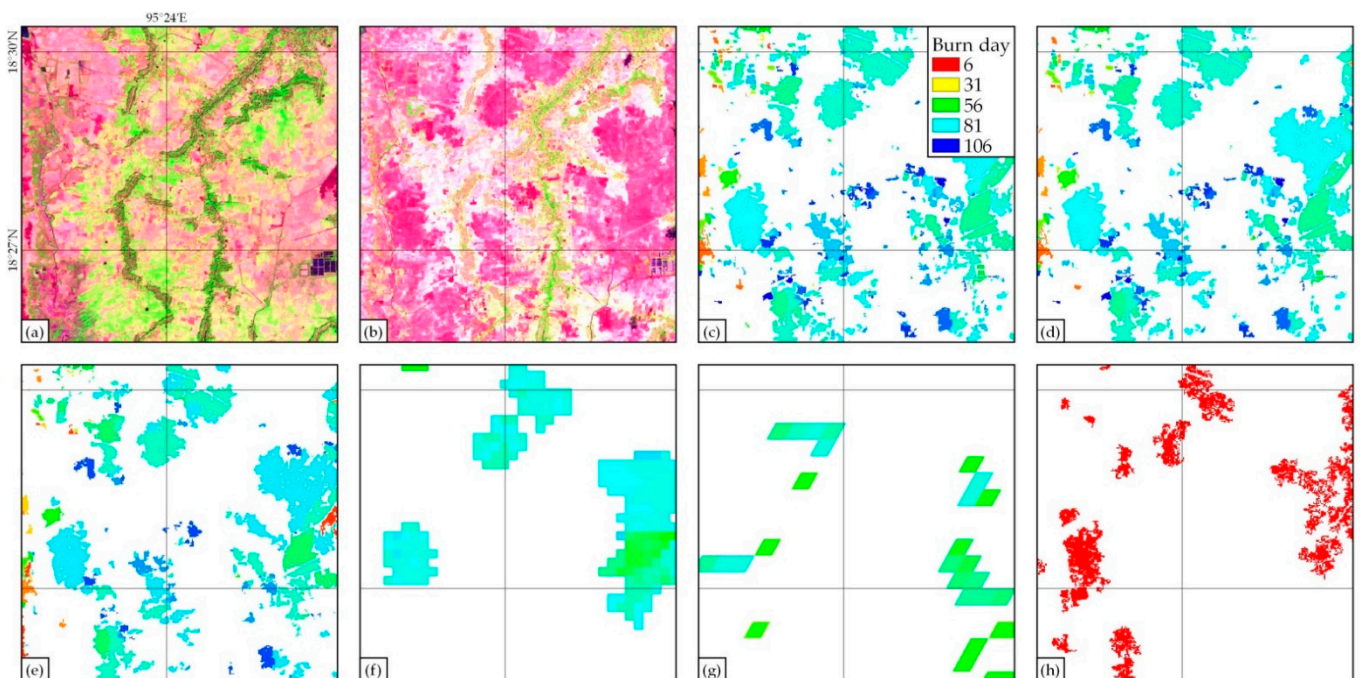 95°24′E
18°30′N
18°27′N
Burn day
6
31
56
81
106
(a)
(b)
(c)
(d)
(e)
(f)
(g)
(h)